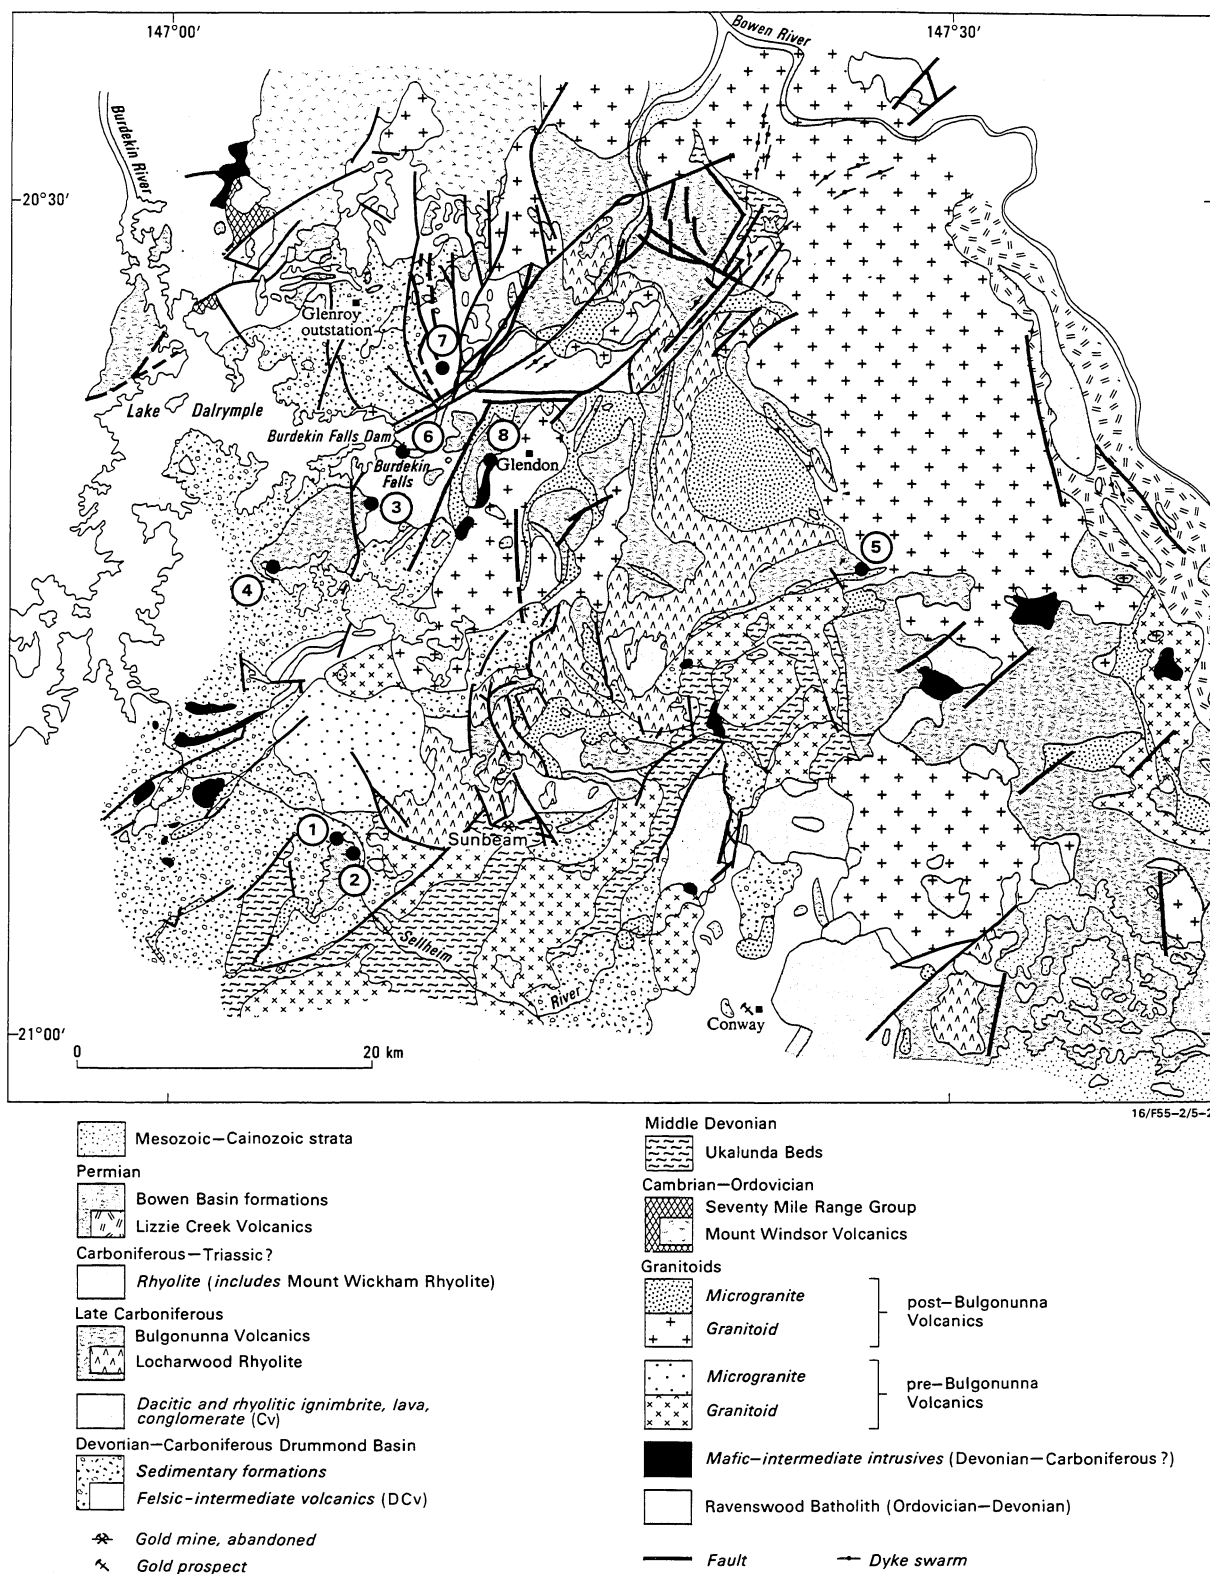 147°00'
147°30'
Bowen River
Burdekin River
20°30'
Glenroy
outstation
7
Lake Dalrymple
Burdekin Falls Dam
6
8
Burdekin
Falls
Glendon
3
5
4
1
Sunbeam
2
Sellheim
River
Conway
21°00'
0 20 km
16/F55-2/5-2
Mesozoic–Cainozoic strata
Permian
Bowen Basin formations
Lizzie Creek Volcanics
Carboniferous–Triassic?
Rhyolite (includes Mount Wickham Rhyolite)
Late Carboniferous
Bulgonunna Volcanics
Locharwood Rhyolite
Dacitic and rhyolitic ignimbrite, lava,
conglomerate (Cv)
Devonian–Carboniferous Drummond Basin
Sedimentary formations
Felsic-intermediate volcanics (DCv)
Gold mine, abandoned
Gold prospect
Middle Devonian
Ukalunda Beds
Cambrian–Ordovician
Seventy Mile Range Group
Mount Windsor Volcanics
Granitoids
Microgranite
Granitoid
post–Bulgonunna
Volcanics
Microgranite
Granitoid
pre–Bulgonunna
Volcanics
Mafic–intermediate intrusives (Devonian–Carboniferous?)
Ravenswood Batholith (Ordovician–Devonian)
Fault
Dyke swarm